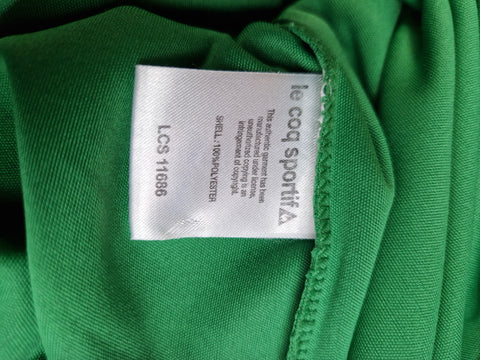 le coq sportif
This authentic garment has been
manufactured under license,
unauthorized copying is an
infringement of copyright.
SHELL:100%POLYESTER
LCS 11686